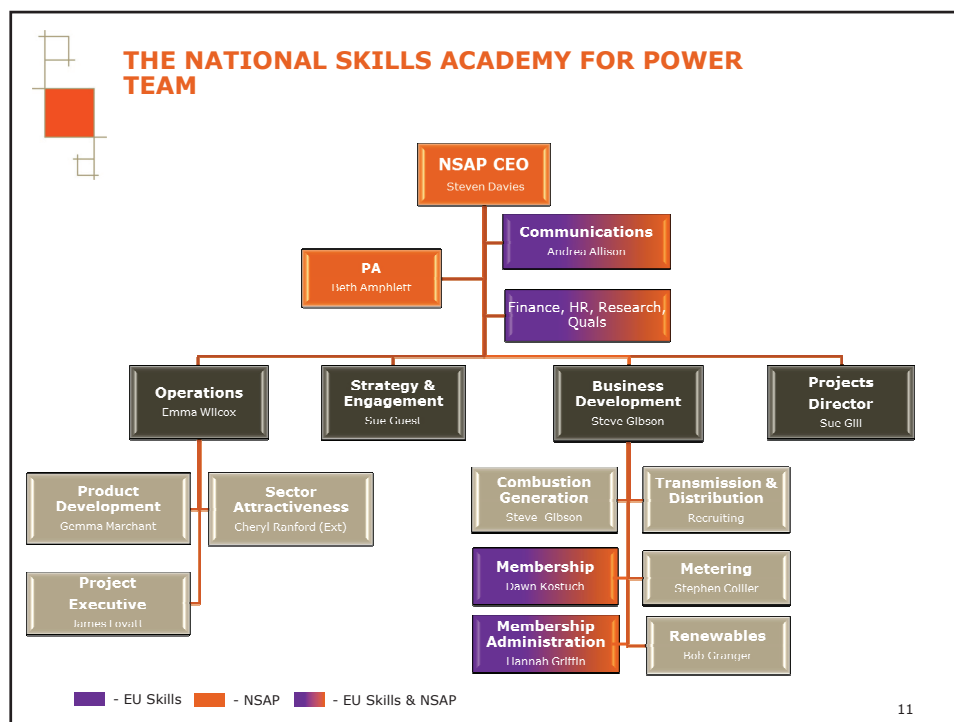 THE NATIONAL SKILLS ACADEMY FOR POWER
TEAM
NSAP CEO
Steven Davies
Communications
Andrea Allison
PA
Beth Amphlett
Finance, HR, Research,
Quals
Operations
Emma Wilcox
Strategy &
Engagement
Sue Guest
Business
Development
Steve Gibson
Projects
Director
Sue Gill
Product
Development
Gemma Marchant
Sector
Attractiveness
Cheryl Ranford (Ext)
Project
Executive
James Lovatt
Combustion
Generation
Steve Gibson
Transmission &
Distribution
Recruiting
Membership
Dawn Kostuch
Metering
Stephen Collier
Membership
Administration
Hannah Griffin
Renewables
Bob Granger
- EU Skills - NSAP - EU Skills & NSAP
11